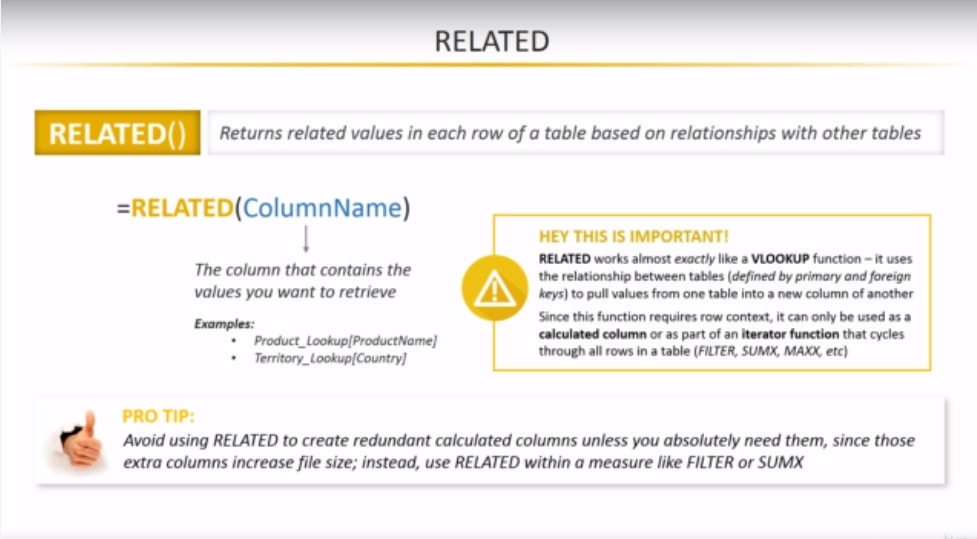 RELATED
RELATED()
Returns related values in each row of a table based on relationships with other tables
=RELATED(ColumnName)
The column that contains the
values you want to retrieve
Examples:
• Product_Lookup[ProductName]
• Territory_Lookup[Country]
HEY THIS IS IMPORTANT!
RELATED works almost exactly like a VLOOKUP function – it uses
the relationship between tables (defined by primary and foreign
keys) to pull values from one table into a new column of another
Since this function requires row context, it can only be used as a
calculated column or as part of an iterator function that cycles
through all rows in a table (FILTER, SUMX, MAXX, etc)
PRO TIP:
Avoid using RELATED to create redundant calculated columns unless you absolutely need them, since those
extra columns increase file size; instead, use RELATED within a measure like FILTER or SUMX